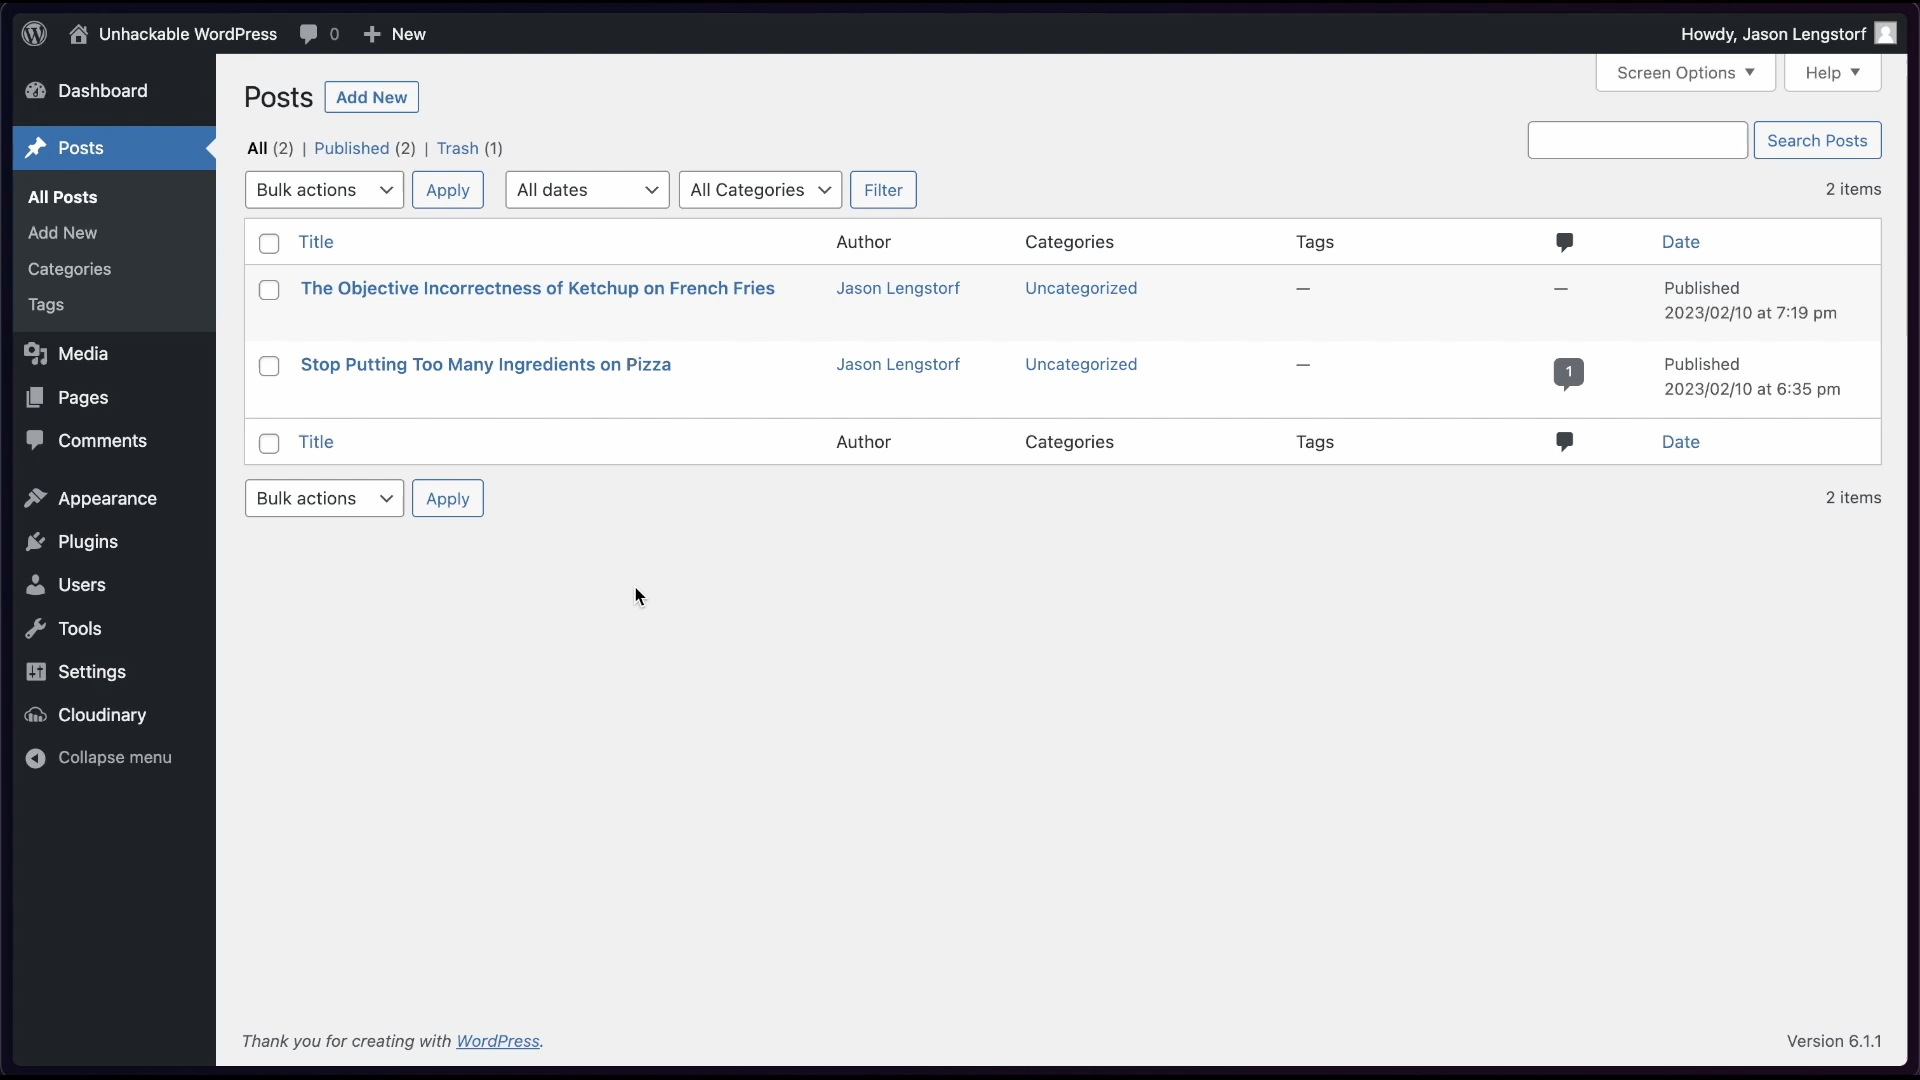 Unhackable WordPress 0 New Howdy, Jason Lengstorf
Dashboard
Posts
All Posts
Add New
Categories
Tags
Media
Pages
Comments
Appearance
Plugins
Users
Tools
Settings
Cloudinary
Collapse menu
Screen Options Help
Posts Add New
All (2) | Published (2) | Trash (1)
Search Posts
Bulk actions Apply All dates All Categories Filter 2 items
Title Author Categories Tags Date
The Objective Incorrectness of Ketchup on French Fries Jason Lengstorf Uncategorized — — Published
2023/02/10 at 7:19 pm
Stop Putting Too Many Ingredients on Pizza Jason Lengstorf Uncategorized — 1 Published
2023/02/10 at 6:35 pm
Title Author Categories Tags Date
Bulk actions Apply 2 items
Thank you for creating with WordPress. Version 6.1.1